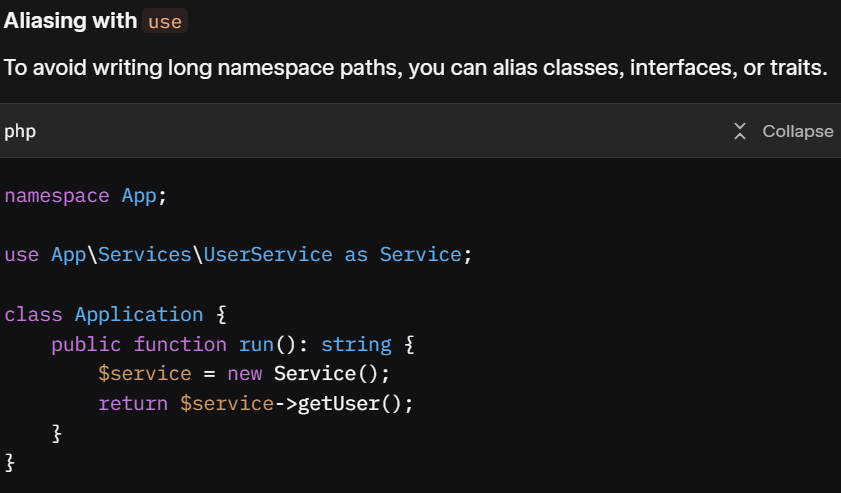 Aliasing with use
To avoid writing long namespace paths, you can alias classes, interfaces, or traits.
php
Collapse
namespace App;
use App\Services\UserService as Service;
class Application {
    public function run(): string {
        $service = new Service();
        return $service->getUser();
    }
}